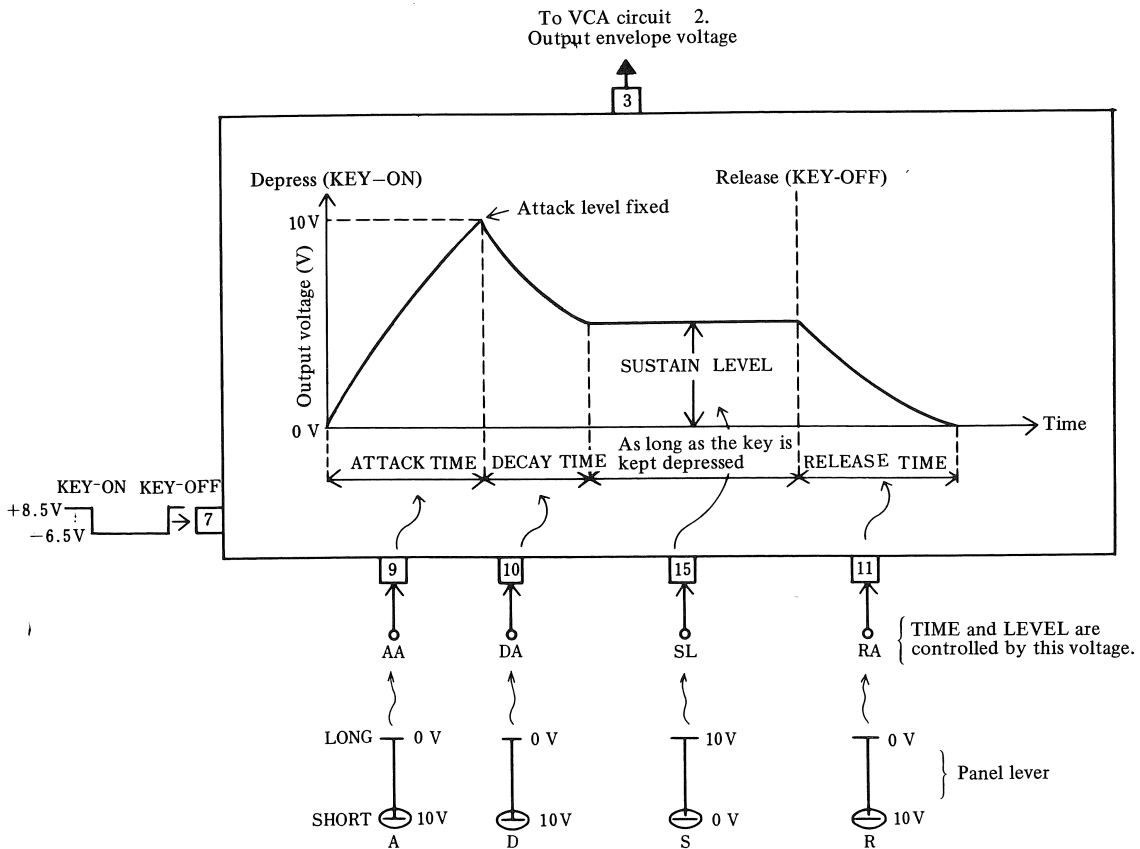 To VCA circuit 2.
Output envelope voltage
3
Depress (KEY-ON)
Release (KEY-OFF)
Attack level fixed
10V
Output voltage (V)
SUSTAIN LEVEL
0 V
Time
As long as the key is
kept depressed
ATTACK TIME
DECAY TIME
RELEASE TIME
KEY-ON KEY-OFF
+8.5V
-6.5V
7
9
10
15
11
AA
DA
SL
RA
TIME and LEVEL are
controlled by this voltage.
LONG
0 V
0 V
10V
0 V
Panel lever
SHORT
10V
10V
0 V
10V
A
D
S
R